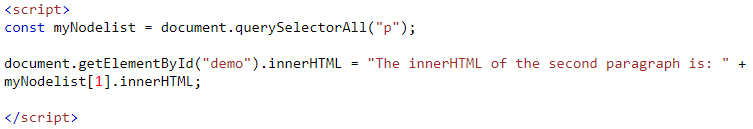 <script>
const myNodelist = document.querySelectorAll("p");
document.getElementById("demo").innerHTML = "The innerHTML of the second paragraph is: " +
myNodelist[1].innerHTML;
</script>